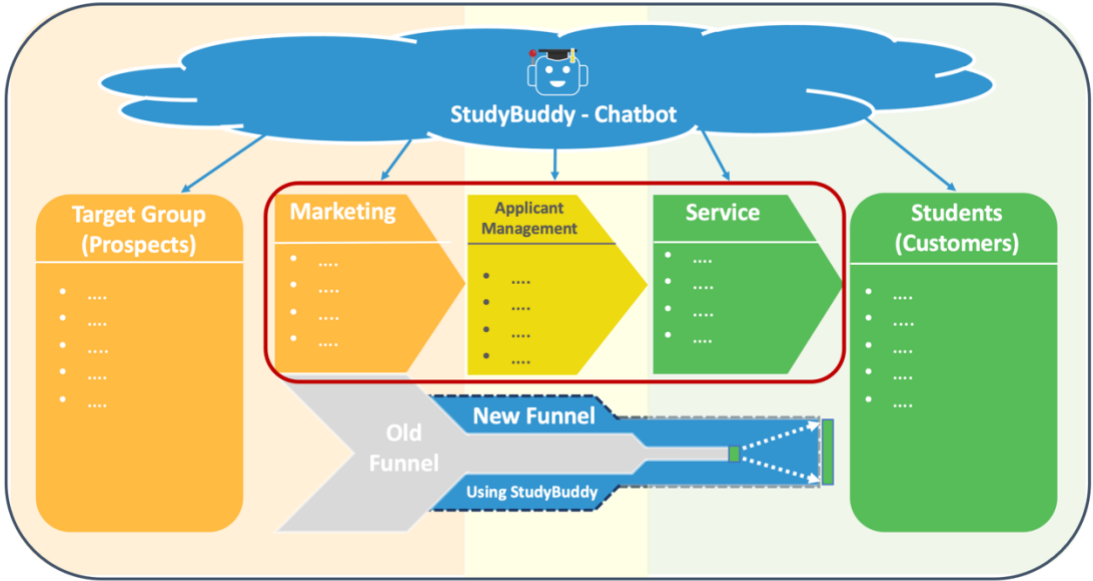 StudyBuddy - Chatbot
Target Group
(Prospects)
• ....
• ....
• ....
• ....
• ....
Marketing
• ....
• ....
• ....
• ....
Applicant
Management
• ....
• ....
• ....
• ....
Service
• ....
• ....
• ....
• ....
Students
(Customers)
• ....
• ....
• ....
• ....
• ....
Old
Funnel
New Funnel
Using StudyBuddy